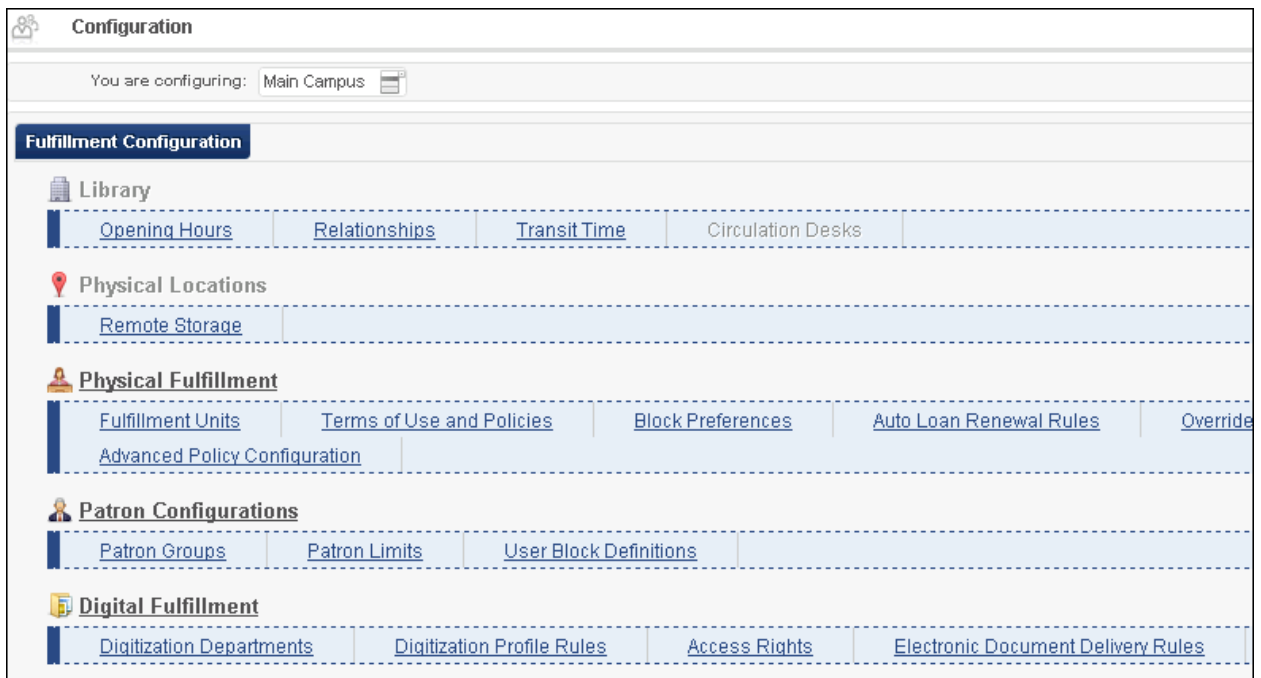 Configuration
You are configuring: Main Campus
Fulfillment Configuration
Library
Opening Hours Relationships Transit Time Circulation Desks
Physical Locations
Remote Storage
Physical Fulfillment
Fulfillment Units Terms of Use and Policies Block Preferences Auto Loan Renewal Rules Override
Advanced Policy Configuration
Patron Configurations
Patron Groups Patron Limits User Block Definitions
Digital Fulfillment
Digitization Departments Digitization Profile Rules Access Rights Electronic Document Delivery Rules